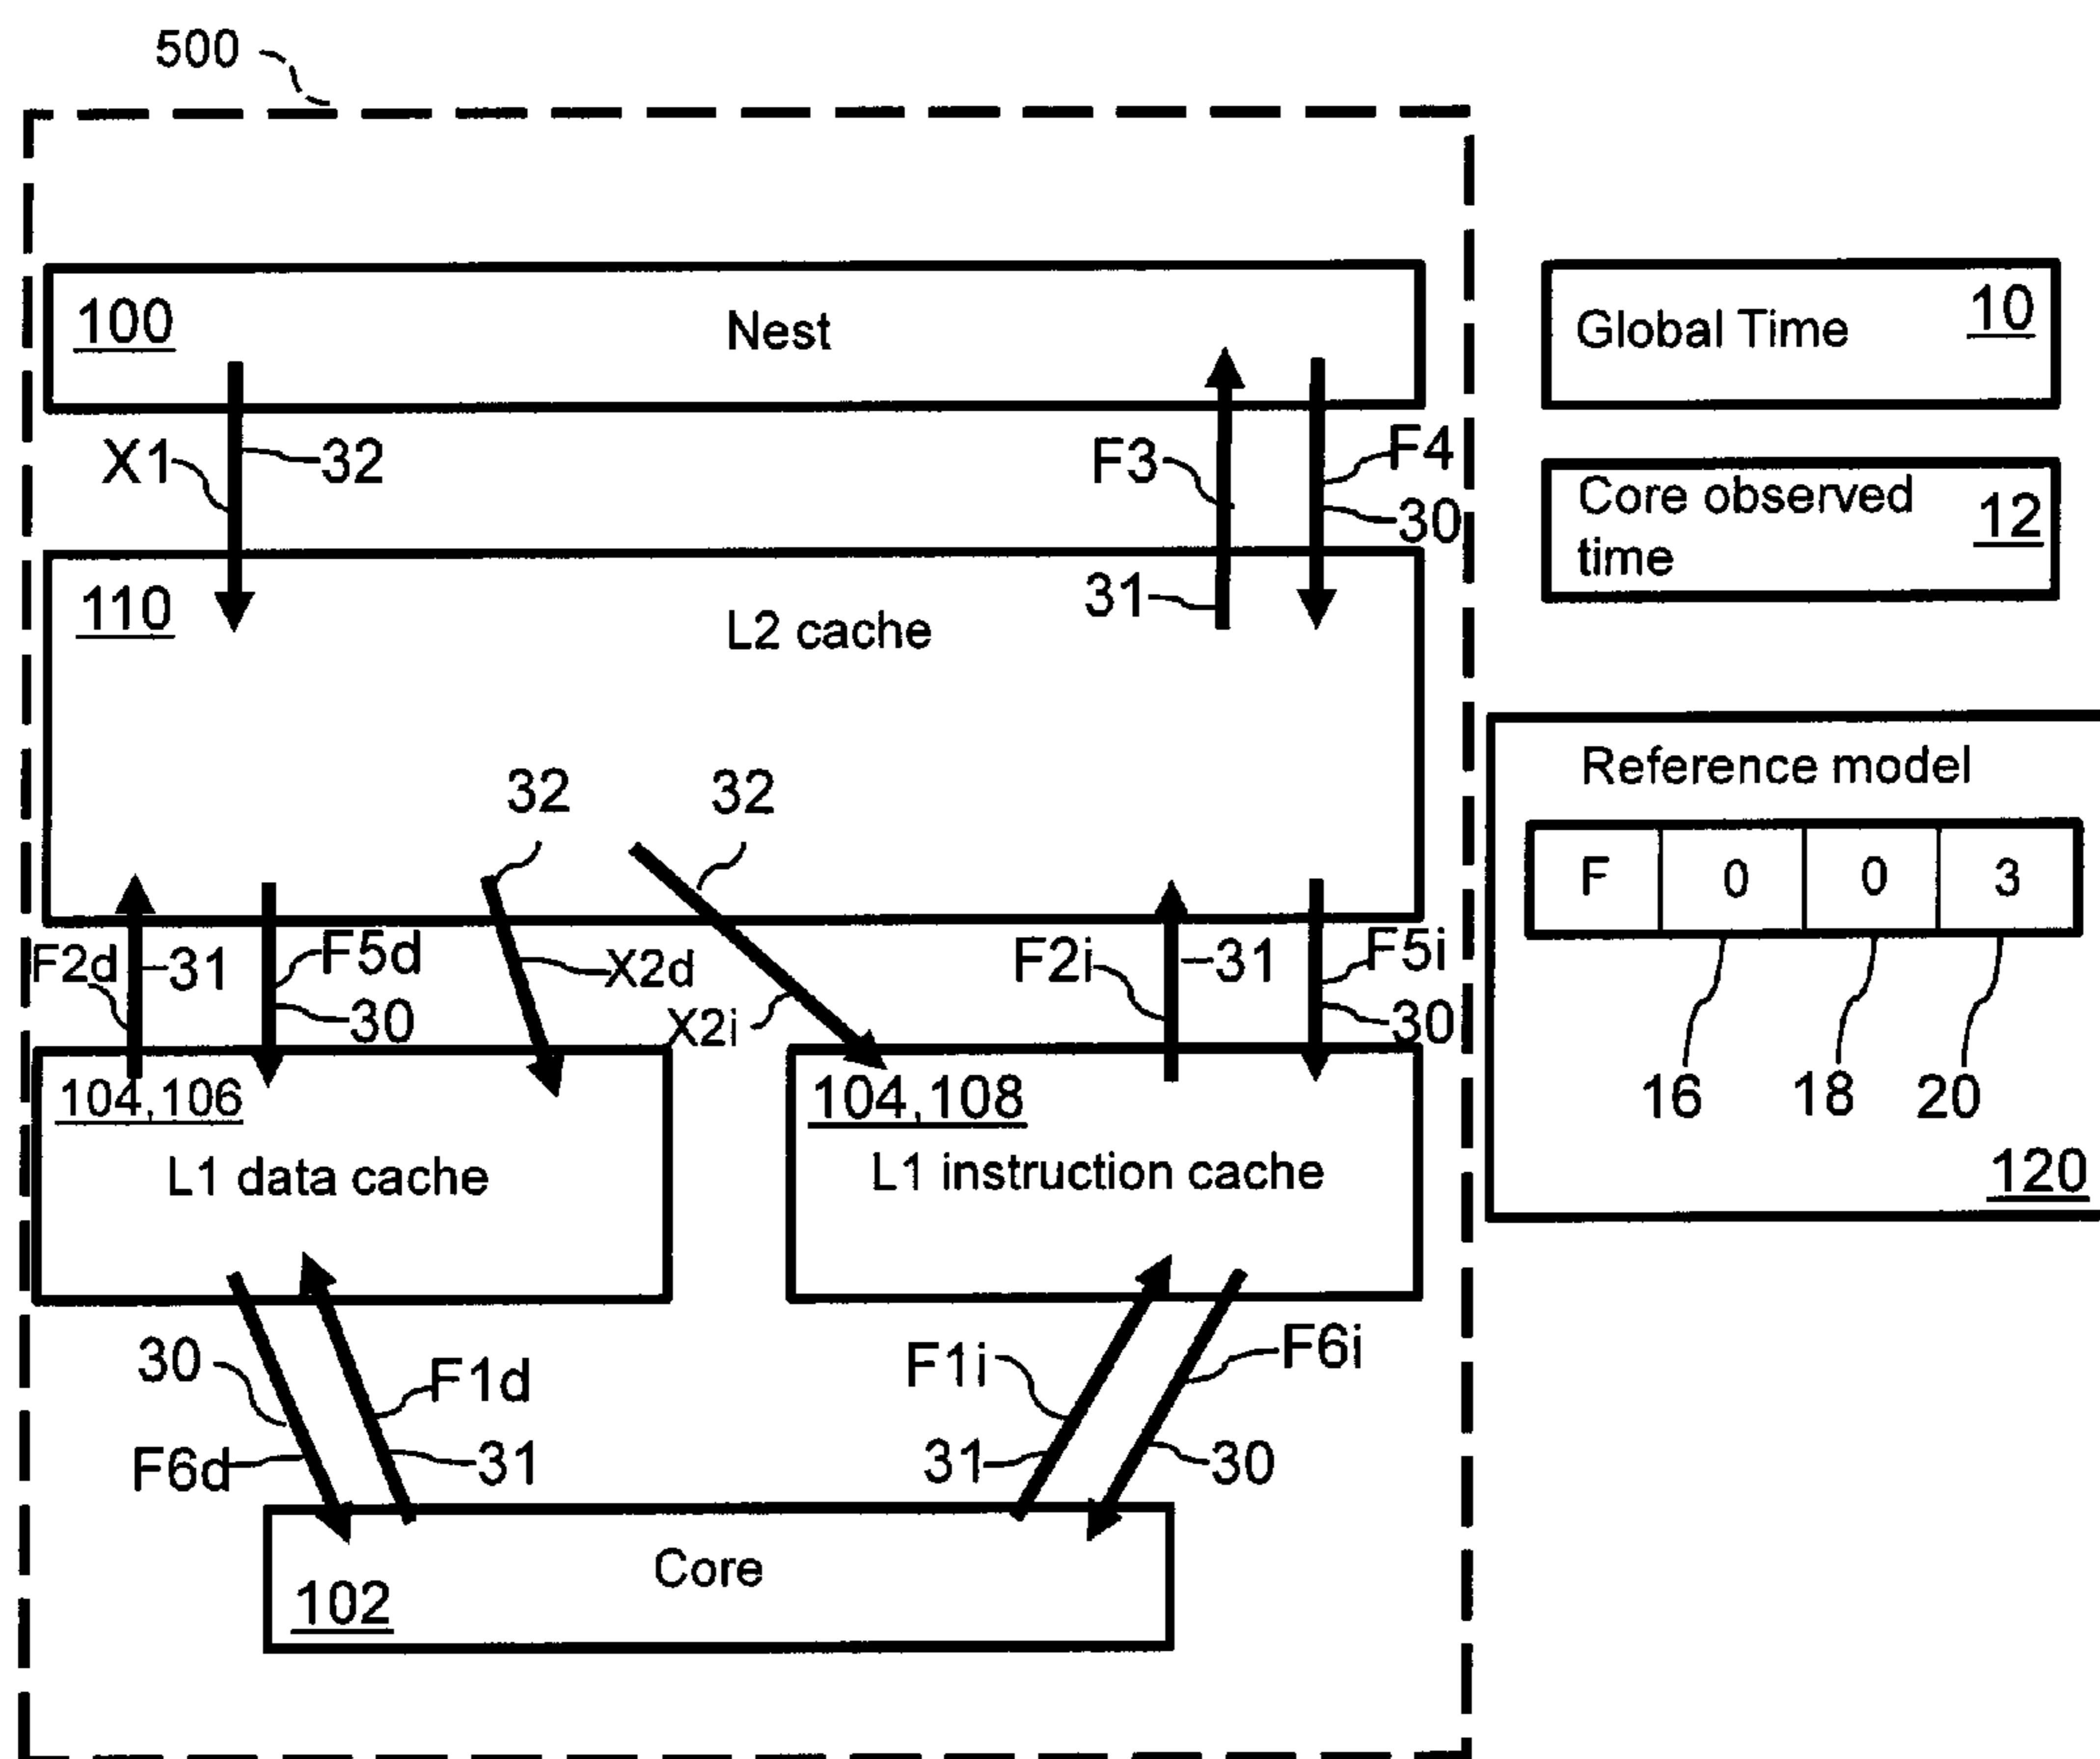 500
100
Nest
10
Global Time
X1
32
F3
F4
30
Core observed
time
12
31
110
L2 cache
Reference model
32
32
F
0
0
3
F2d
31
F5d
30
X2d
X2i
F2i
31
F5i
30
16
18
20
104,106
L1 data cache
104,108
L1 instruction cache
120
30
F6d
F1d
31
F1i
31
F6i
30
Core
102